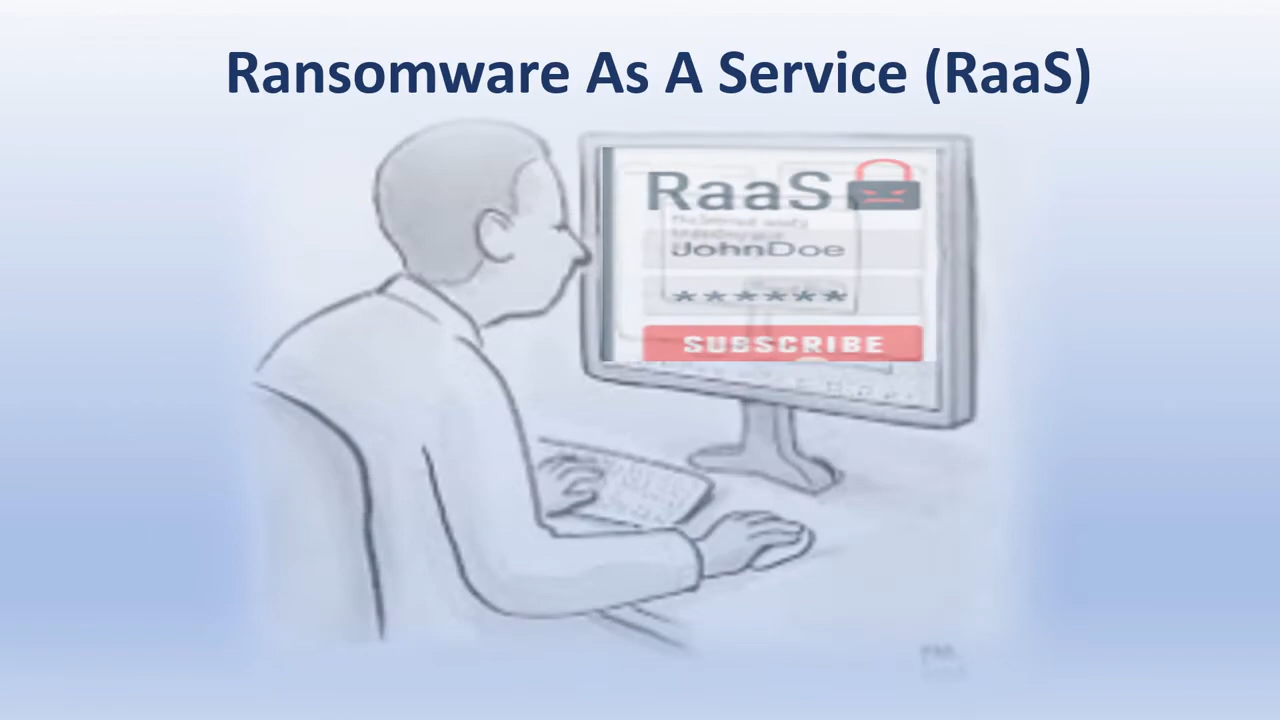 Ransomware As A Service (RaaS)
RaaS
JohnDoe
******
SUBSCRIBE